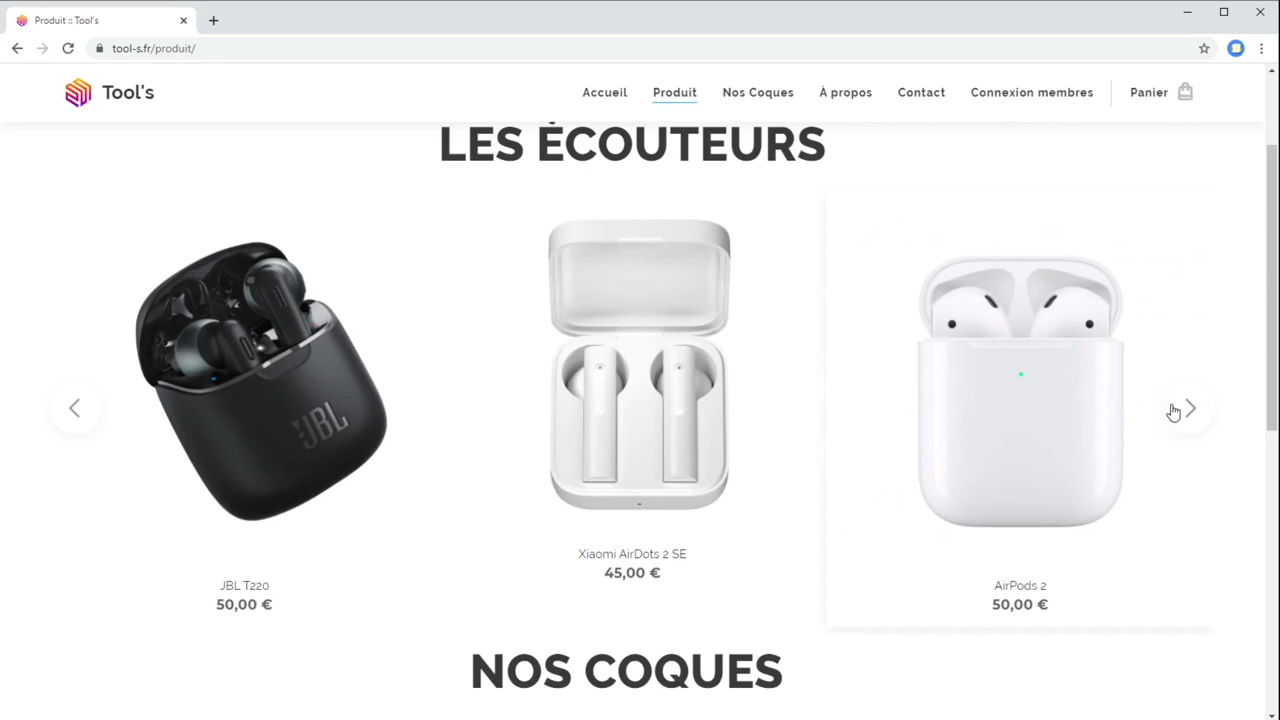 Produit :: Tool's
tool-s.fr/produit/
Tool's
Accueil Produit Nos Coques À propos Contact Connexion membres Panier
LES ÉCOUTEURS
JBL
Xiaomi AirDots 2 SE
45,00 €
JBL T220 AirPods 2
50,00 € 50,00 €
NOS COQUES